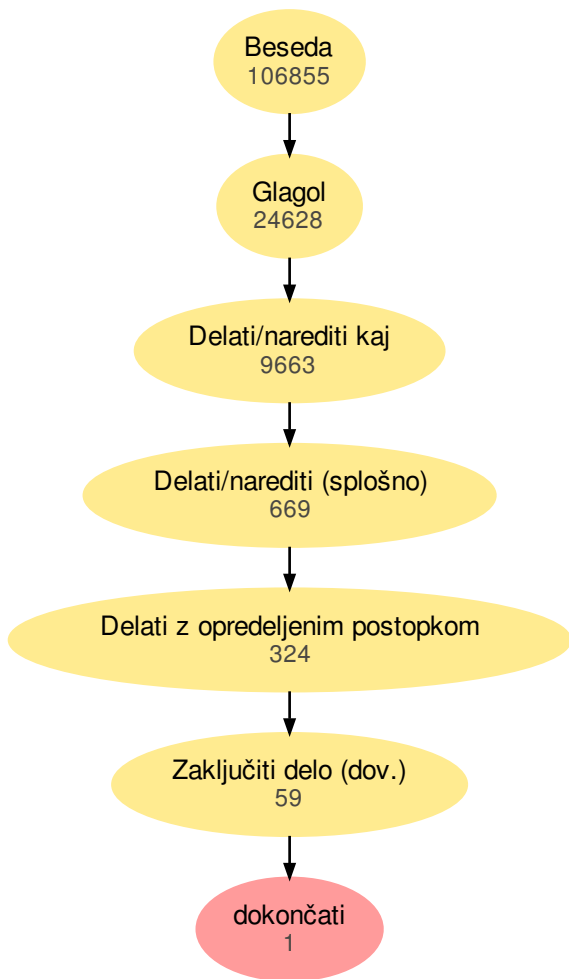 Beseda
106855
Glagol
24628
Delati/narediti kaj
9663
Delati/narediti (splošno)
669
Delati z opredeljenim postopkom
324
Zaključiti delo (dov.)
59
dokončati
1